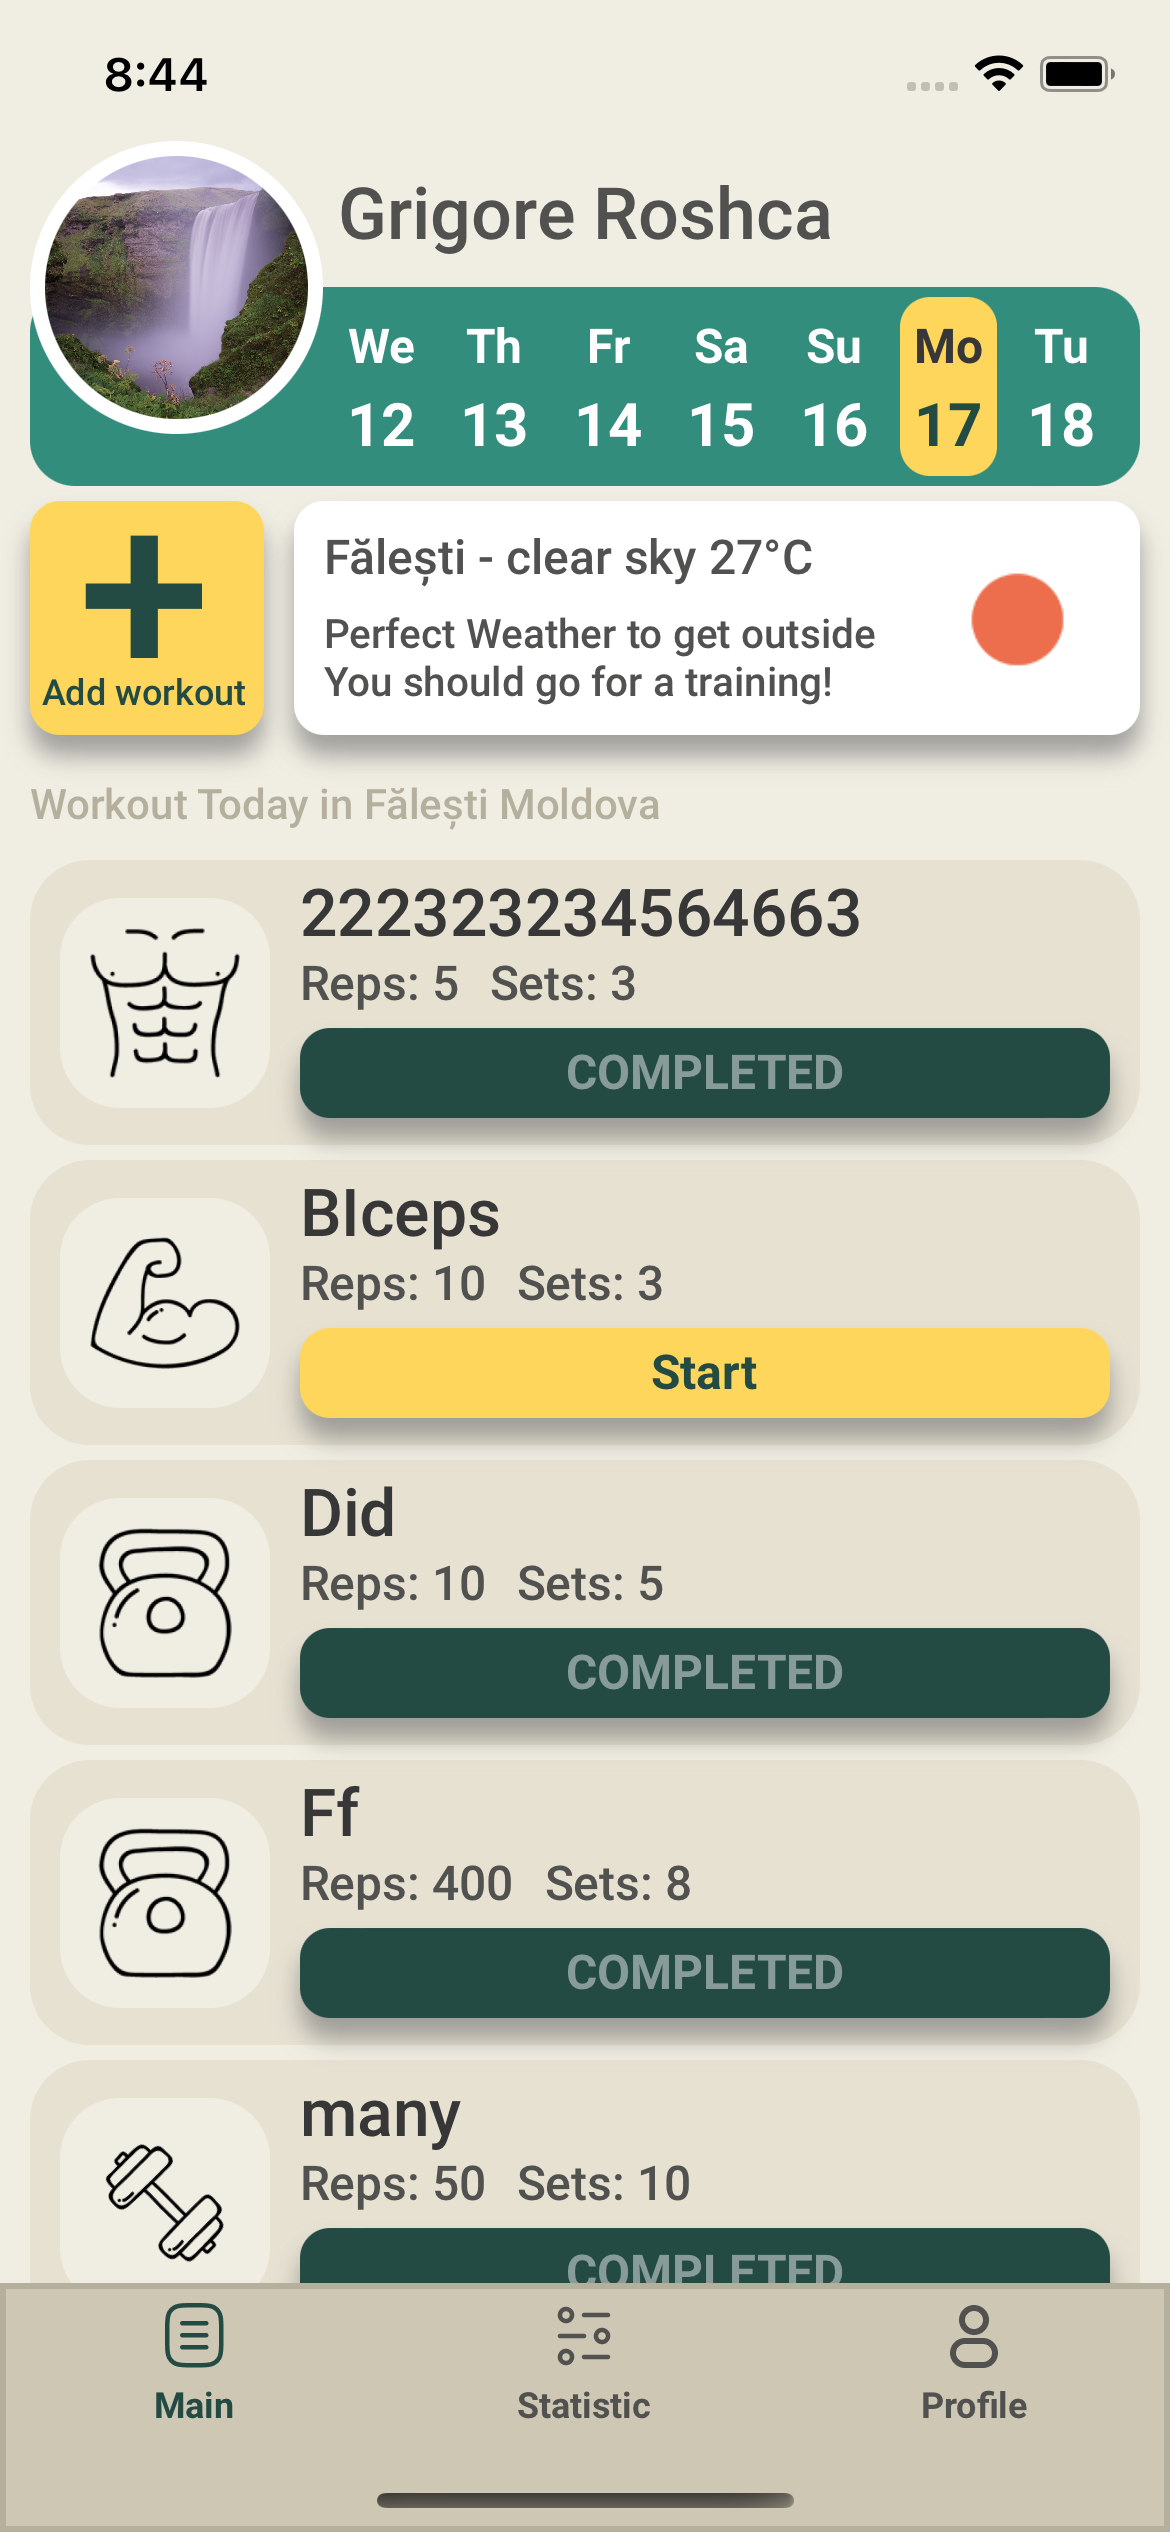 8:44
Grigore Roshca
We Th Fr Sa Su Mo Tu
12 13 14 15 16 17 18
Add workout
Fălești - clear sky 27°C
Perfect Weather to get outside
You should go for a training!
Workout Today in Fălești Moldova
222323234564663
Reps: 5 Sets: 3
COMPLETED
BIceps
Reps: 10 Sets: 3
Start
Did
Reps: 10 Sets: 5
COMPLETED
Ff
Reps: 400 Sets: 8
COMPLETED
many
Reps: 50 Sets: 10
COMPLETED
Main Statistic Profile